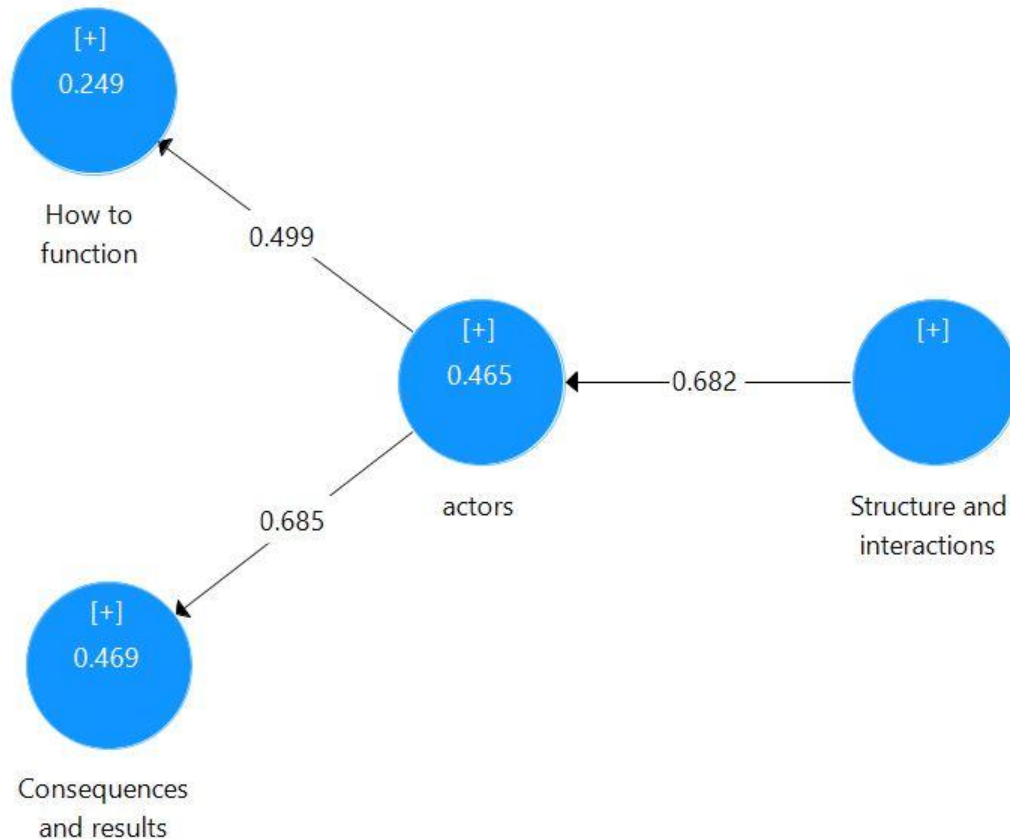 [+]
0.249
How to
function
0.499
[+]
0.465
actors
0.682
[+]
Structure and
interactions
0.685
[+]
0.469
Consequences
and results